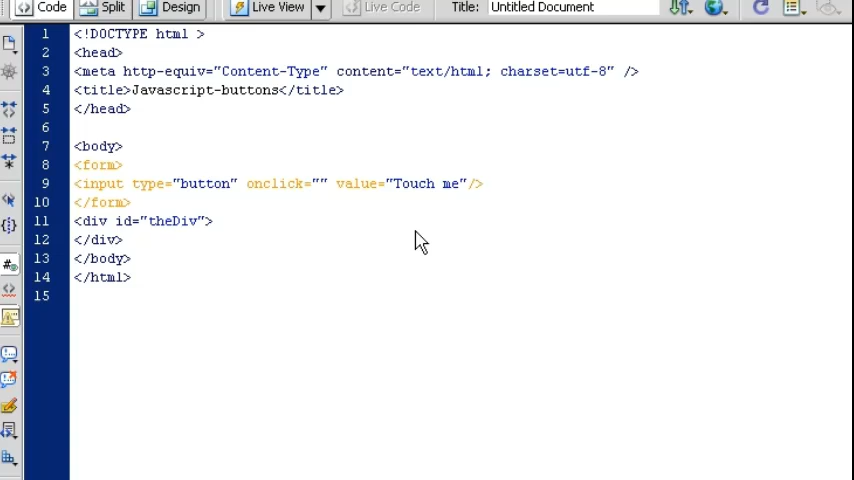 Code Split Design Live View Live Code Title: Untitled Document
1 <!DOCTYPE html >
2 <head>
3 <meta http-equiv="Content-Type" content="text/html; charset=utf-8" />
4 <title>Javascript-buttons</title>
5 </head>
6
7 <body>
8 <form>
9 <input type="button" onclick="" value="Touch me"/>
10 </form>
11 <div id="theDiv">
12 </div>
13 </body>
14 </html>
15